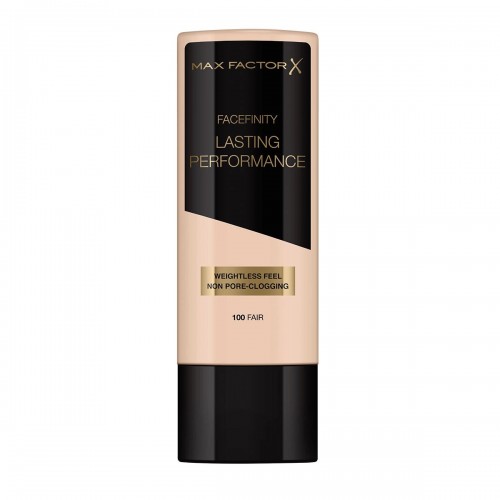 MAX FACTOR X
FACEFINITY
LASTING
PERFORMANCE
WEIGHTLESS FEEL
NON PORE-CLOGGING
100 FAIR